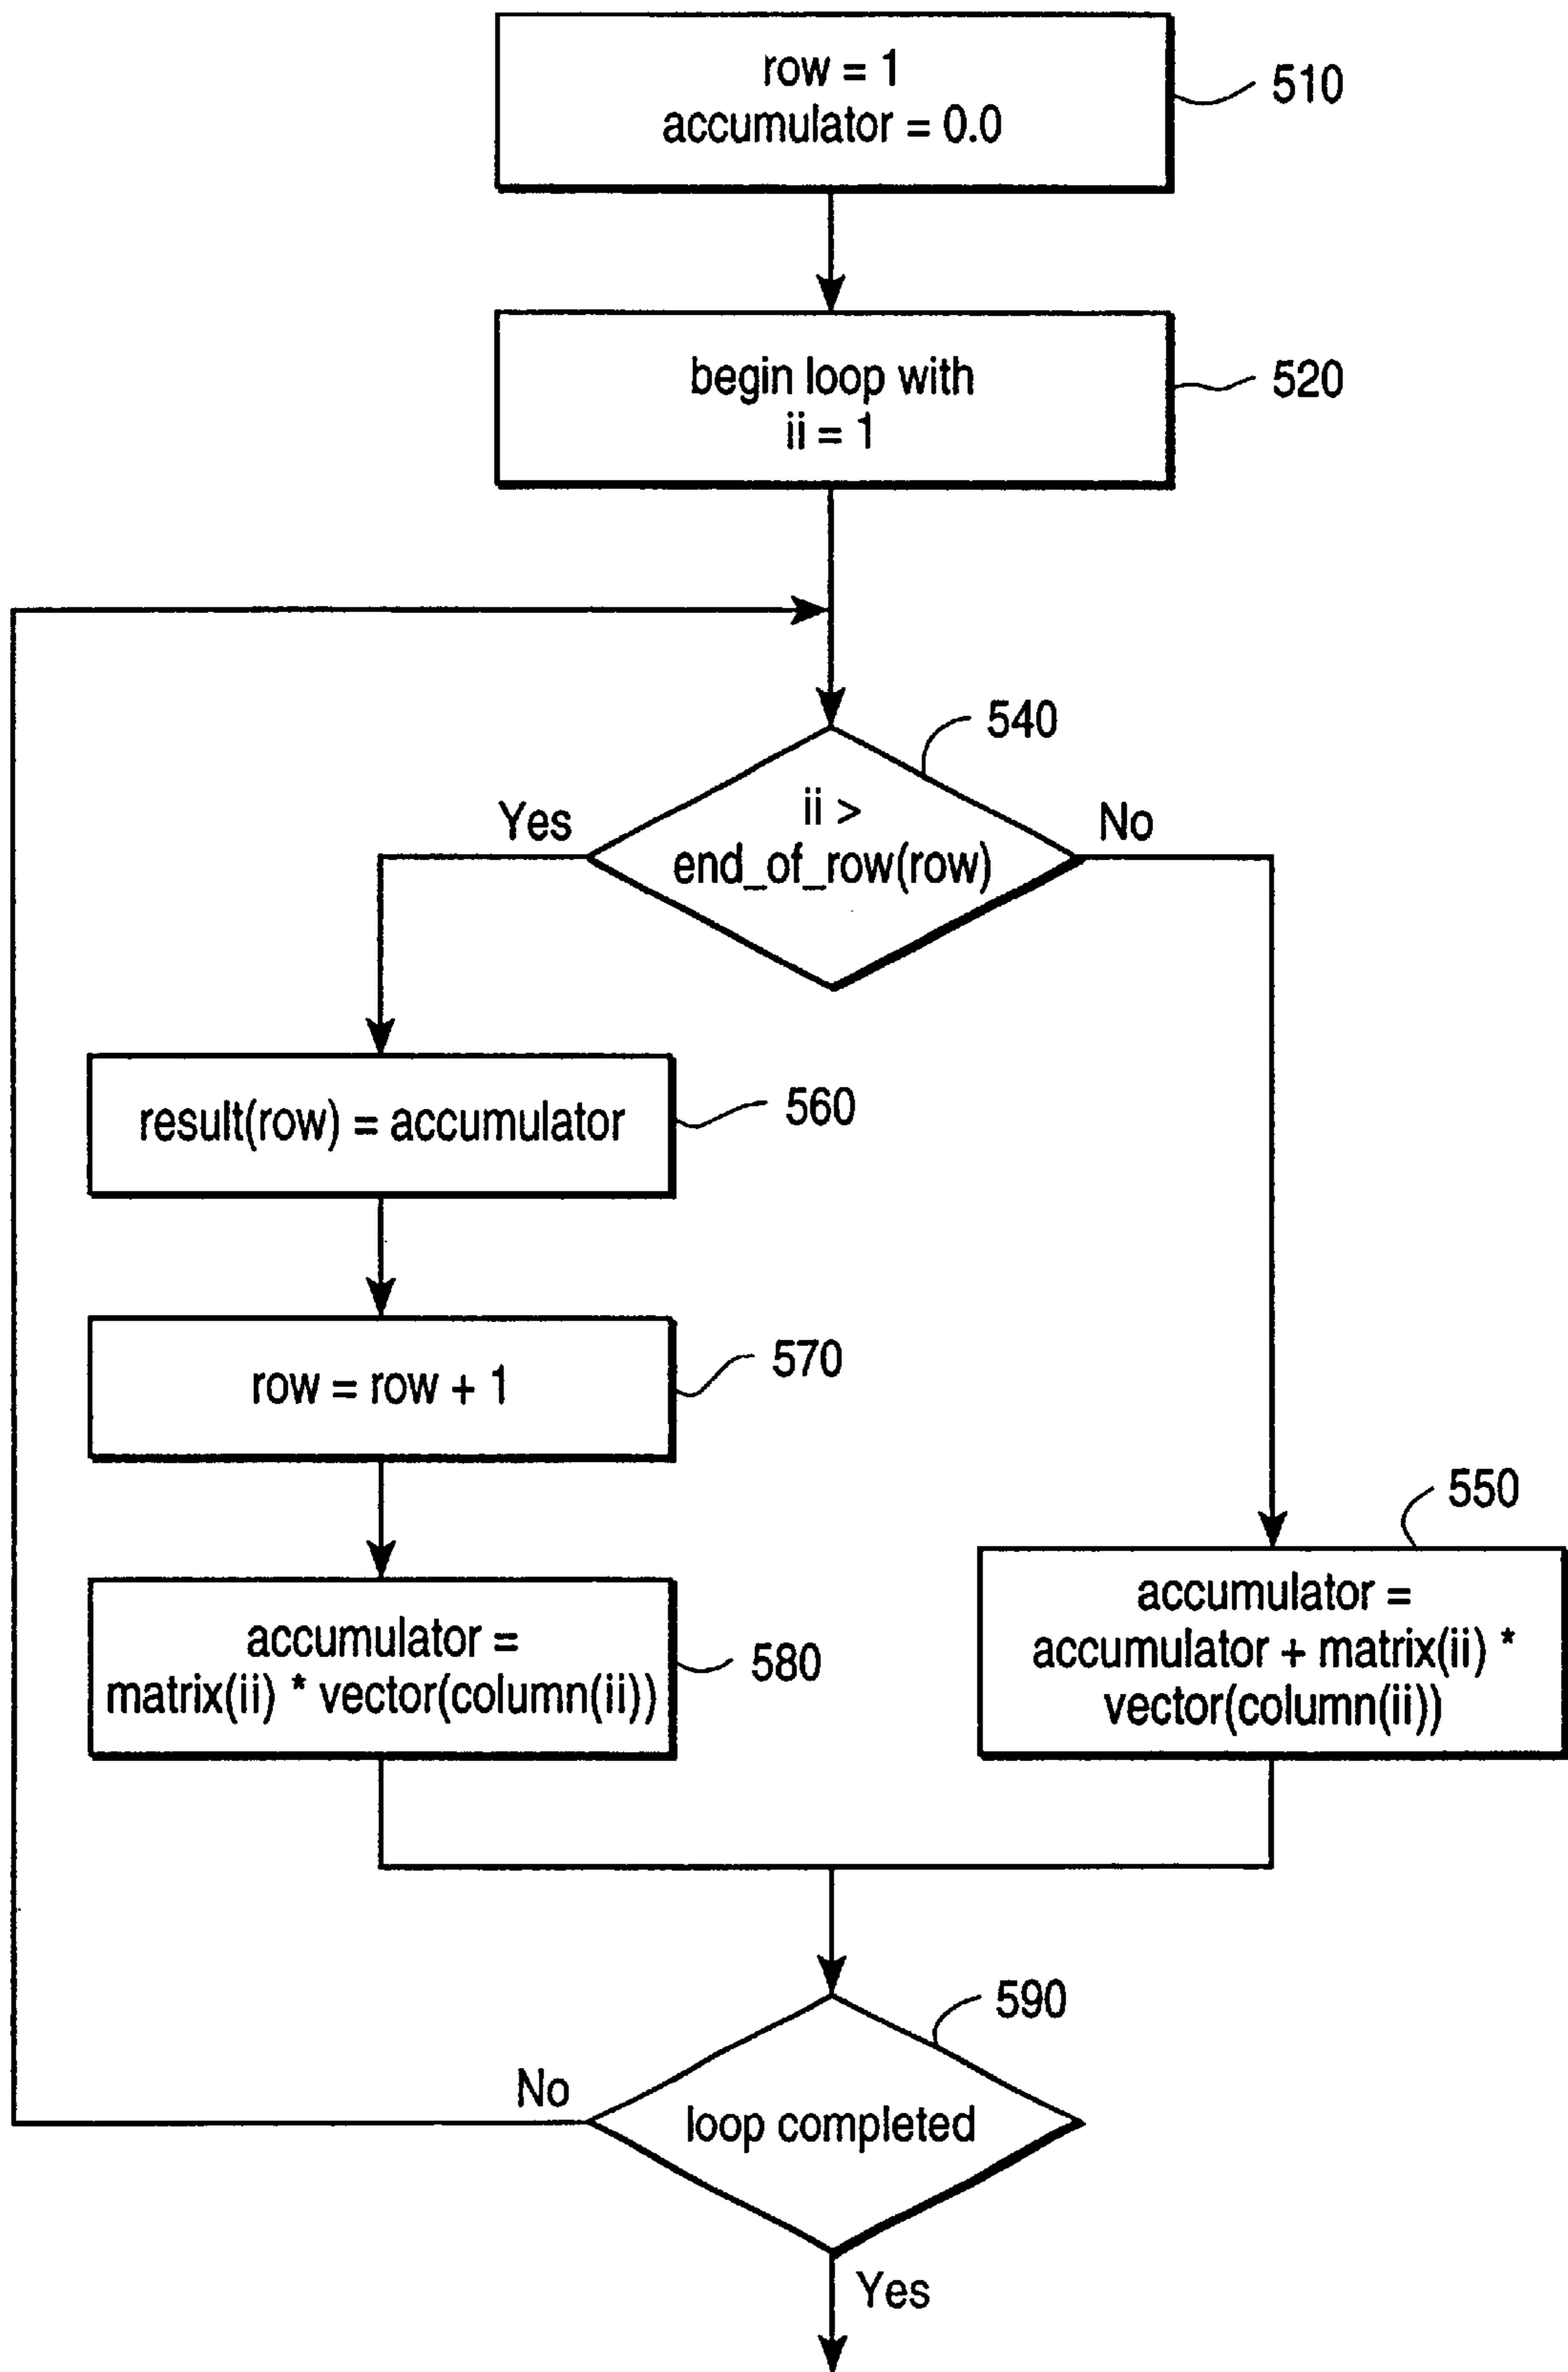 row = 1
accumulator = 0.0
510
begin loop with
ii = 1
520
540
Yes
ii >
end_of_row(row)
No
result(row) = accumulator
560
row = row + 1
570
accumulator =
matrix(ii) * vector(column(ii))
580
550
accumulator =
accumulator + matrix(ii) *
vector(column(ii))
590
No
loop completed
Yes